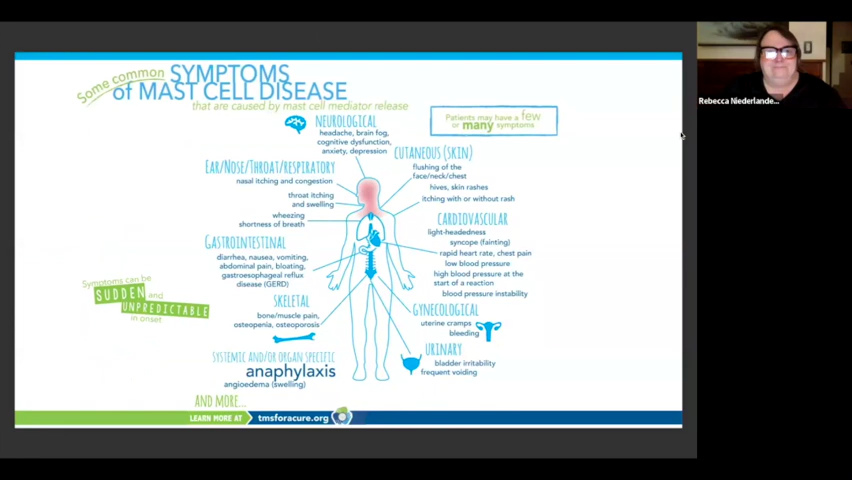 Some common SYMPTOMS
of MAST CELL DISEASE
that are caused by mast cell mediator release
Patients may have a few
or many symptoms
NEUROLOGICAL
headache, brain fog,
cognitive dysfunction,
anxiety, depression
CUTANEOUS (SKIN)
flushing of the
face/neck/chest
hives, skin rashes
itching with or without rash
EAR/NOSE/THROAT/RESPIRATORY
nasal itching and congestion
throat itching
and swelling
wheezing
shortness of breath
CARDIOVASCULAR
light-headedness
syncope (fainting)
rapid heart rate, chest pain
low blood pressure
high blood pressure at the
start of a reaction
blood pressure instability
GASTROINTESTINAL
diarrhea, nausea, vomiting,
abdominal pain, bloating,
gastroesophageal reflux
disease (GERD)
Symptoms can be
SUDDEN and
UNPREDICTABLE
in onset
SKELETAL
bone/muscle pain,
osteopenia, osteoporosis
GYNECOLOGICAL
uterine cramps
bleeding
URINARY
bladder irritability
frequent voiding
SYSTEMIC AND/OR ORGAN SPECIFIC
anaphylaxis
angioedema (swelling)
AND MORE...
LEARN MORE AT tmsforacure.org
Rebecca Niederlande...